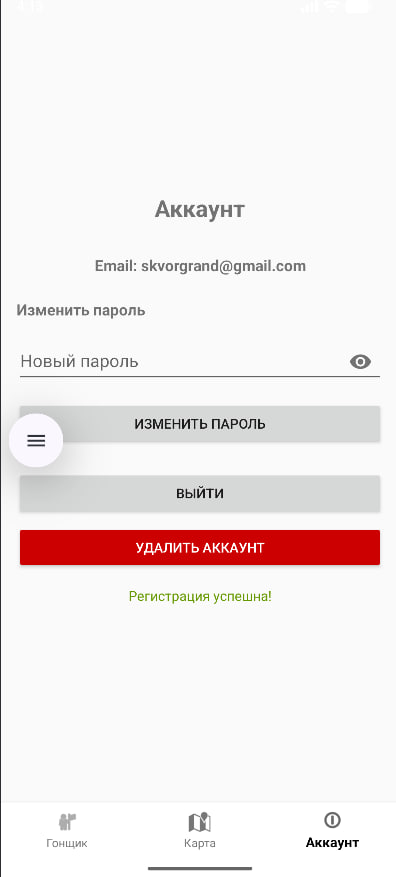 Аккаунт
Email: skvorgrand@gmail.com
Изменить пароль
Новый пароль
ИЗМЕНИТЬ ПАРОЛЬ
ВЫЙТИ
УДАЛИТЬ АККАУНТ
Регистрация успешна!
Гонщик Карта Аккаунт